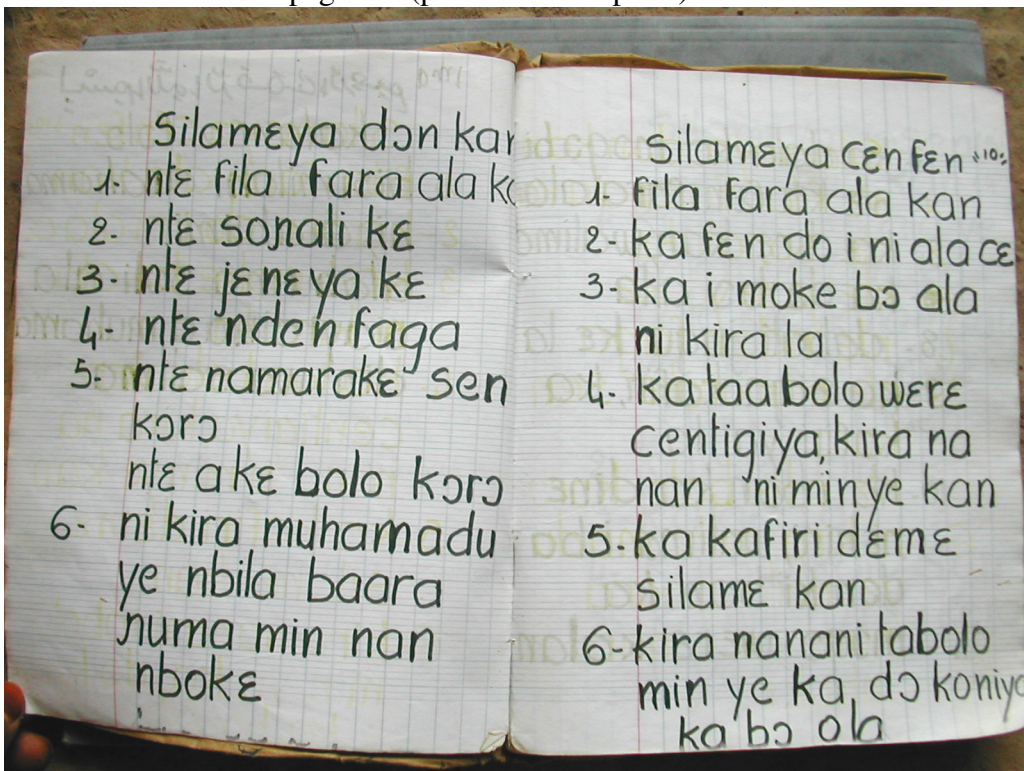 Silamɛya dɔn kan
1. ntɛ fila fara ala
2. ntɛ soɲali kɛ
3. ntɛ jɛnɛya kɛ
4- ntɛ nden faga
5. ntɛ namarakɛ sen
kɔrɔ
ntɛ akɛ bolo kɔrɔ
6- ni kira muhamadu
ye nbila baara
ɲuma min nan
nbokɛ
Silamɛya cɛn fɛn "10"
1- fila fara ala kan
2- ka fɛn do i ni ala cɛ
3- ka i moke bɔ ala
ni kira la
4. ka taa bolo wɛrɛ
centigiya, kira na
nan ni min ye kan
5. ka kafiri dɛmɛ
silamɛ kan
6- kira nanani tabolo
min ye ka, dɔ koniya
ka bɔ ola